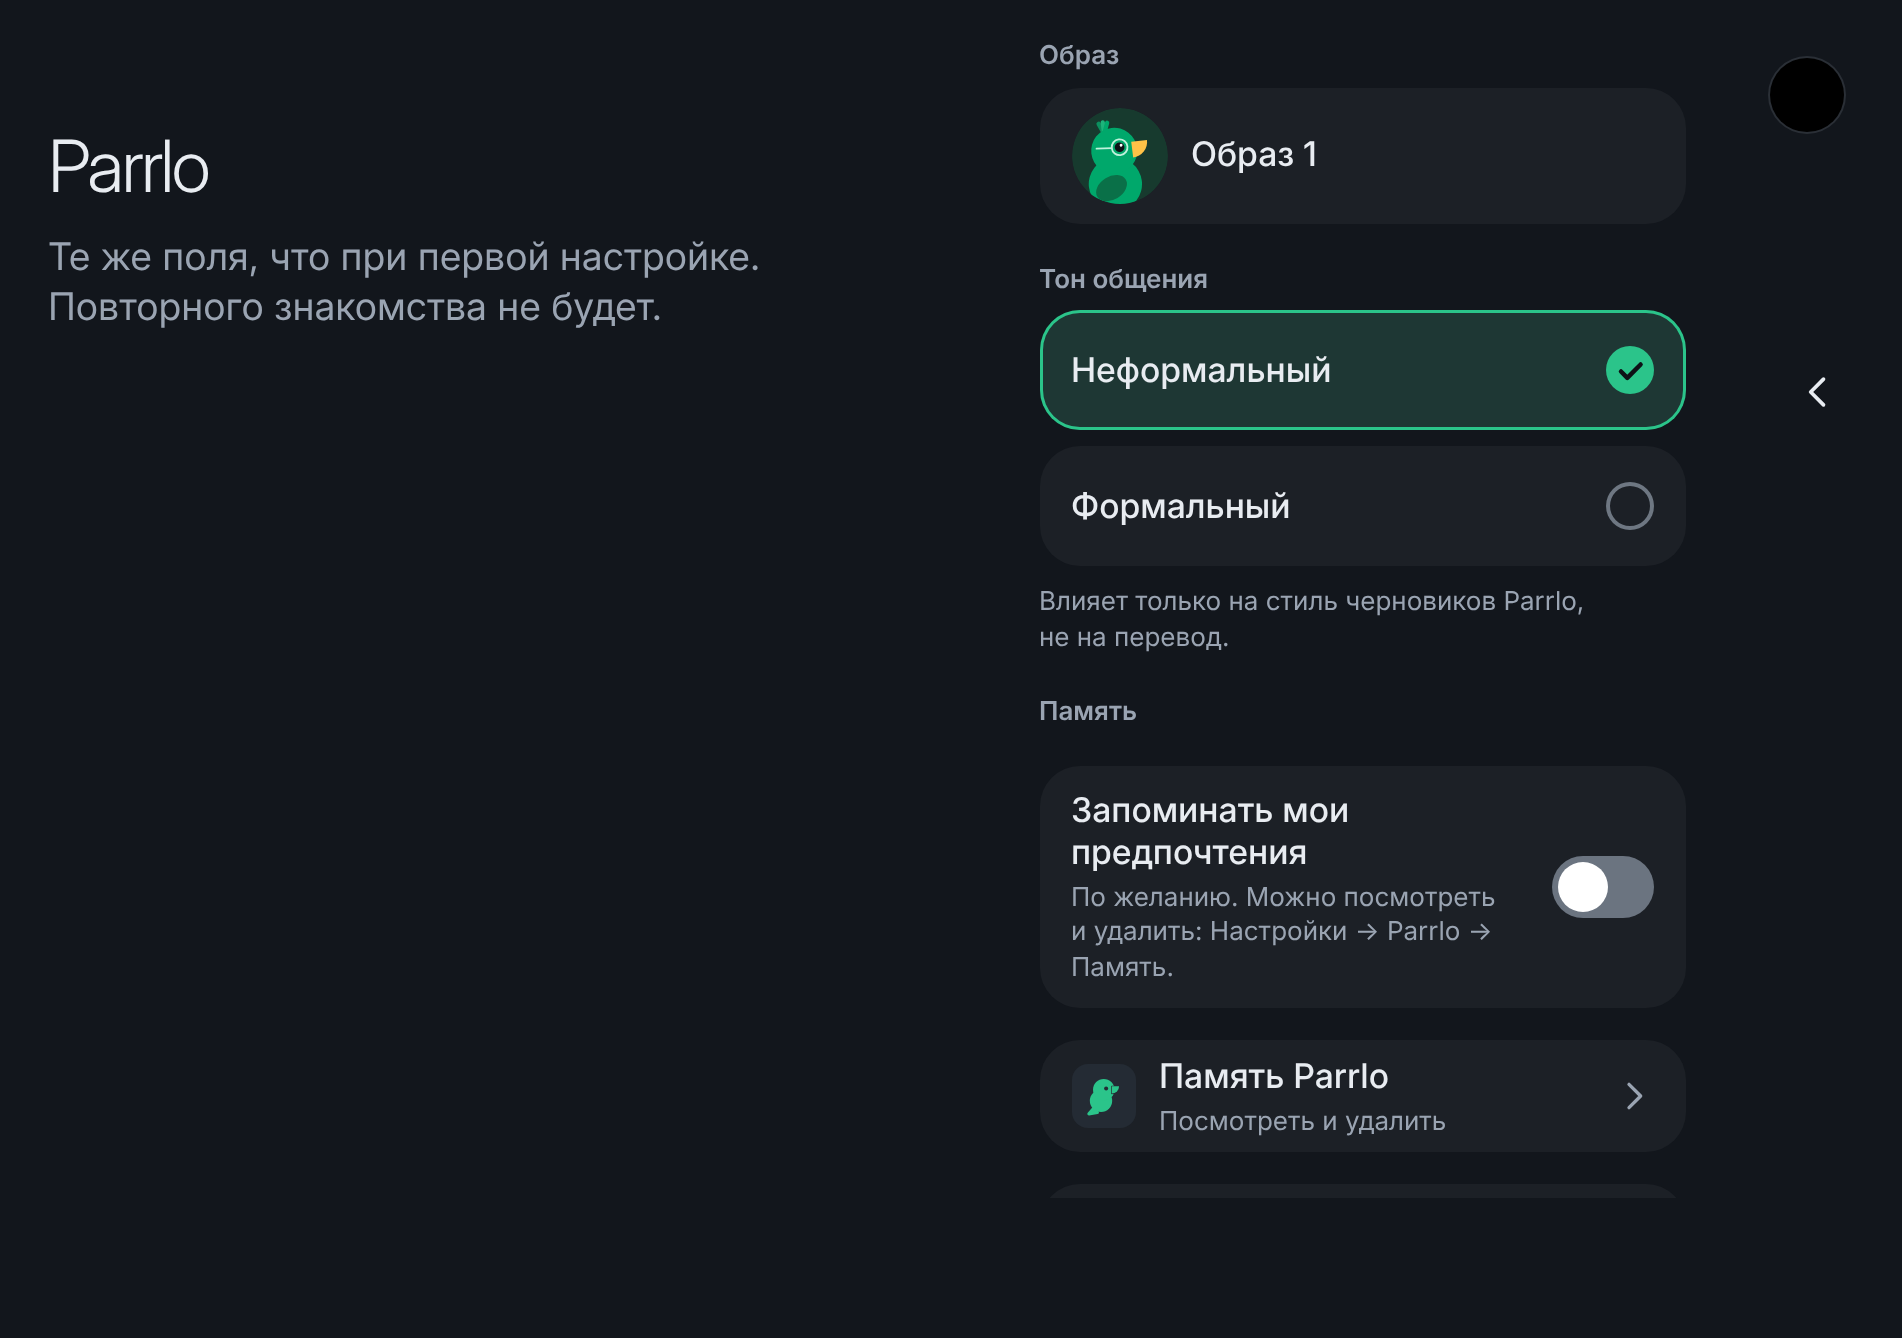 Parrlo
Те же поля, что при первой настройке.
Повторного знакомства не будет.
Образ
Образ 1
Тон общения
Неформальный
Формальный
Влияет только на стиль черновиков Parrlo,
не на перевод.
Память
Запоминать мои
предпочтения
По желанию. Можно посмотреть
и удалить: Настройки → Parrlo →
Память.
Память Parrlo
Посмотреть и удалить